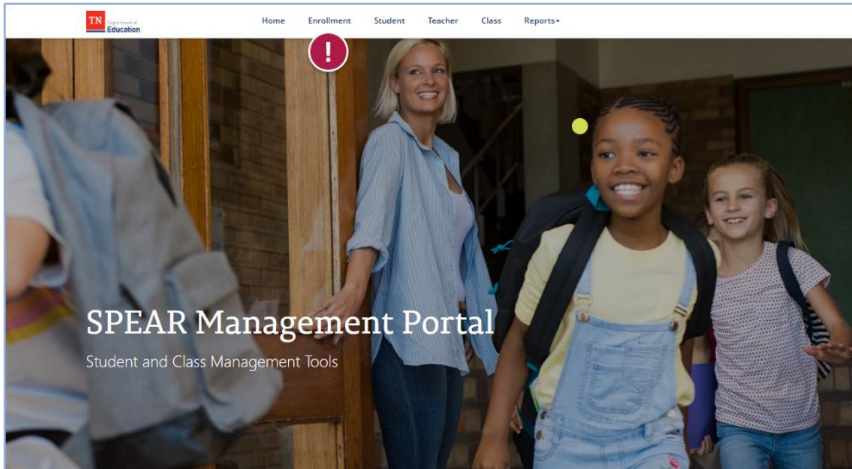 TN
Department of
Education
Home Enrollment Student Teacher Class Reports
!
SPEAR Management Portal
Student and Class Management Tools